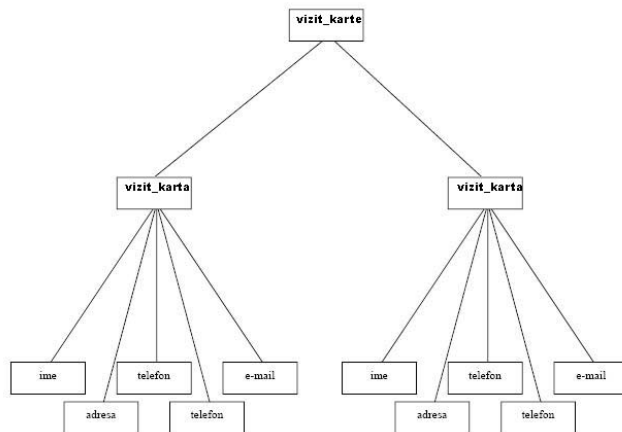 vizit_karte
vizit_karta
vizit_karta
ime
telefon
e-mail
ime
telefon
e-mail
adresa
telefon
adresa
telefon